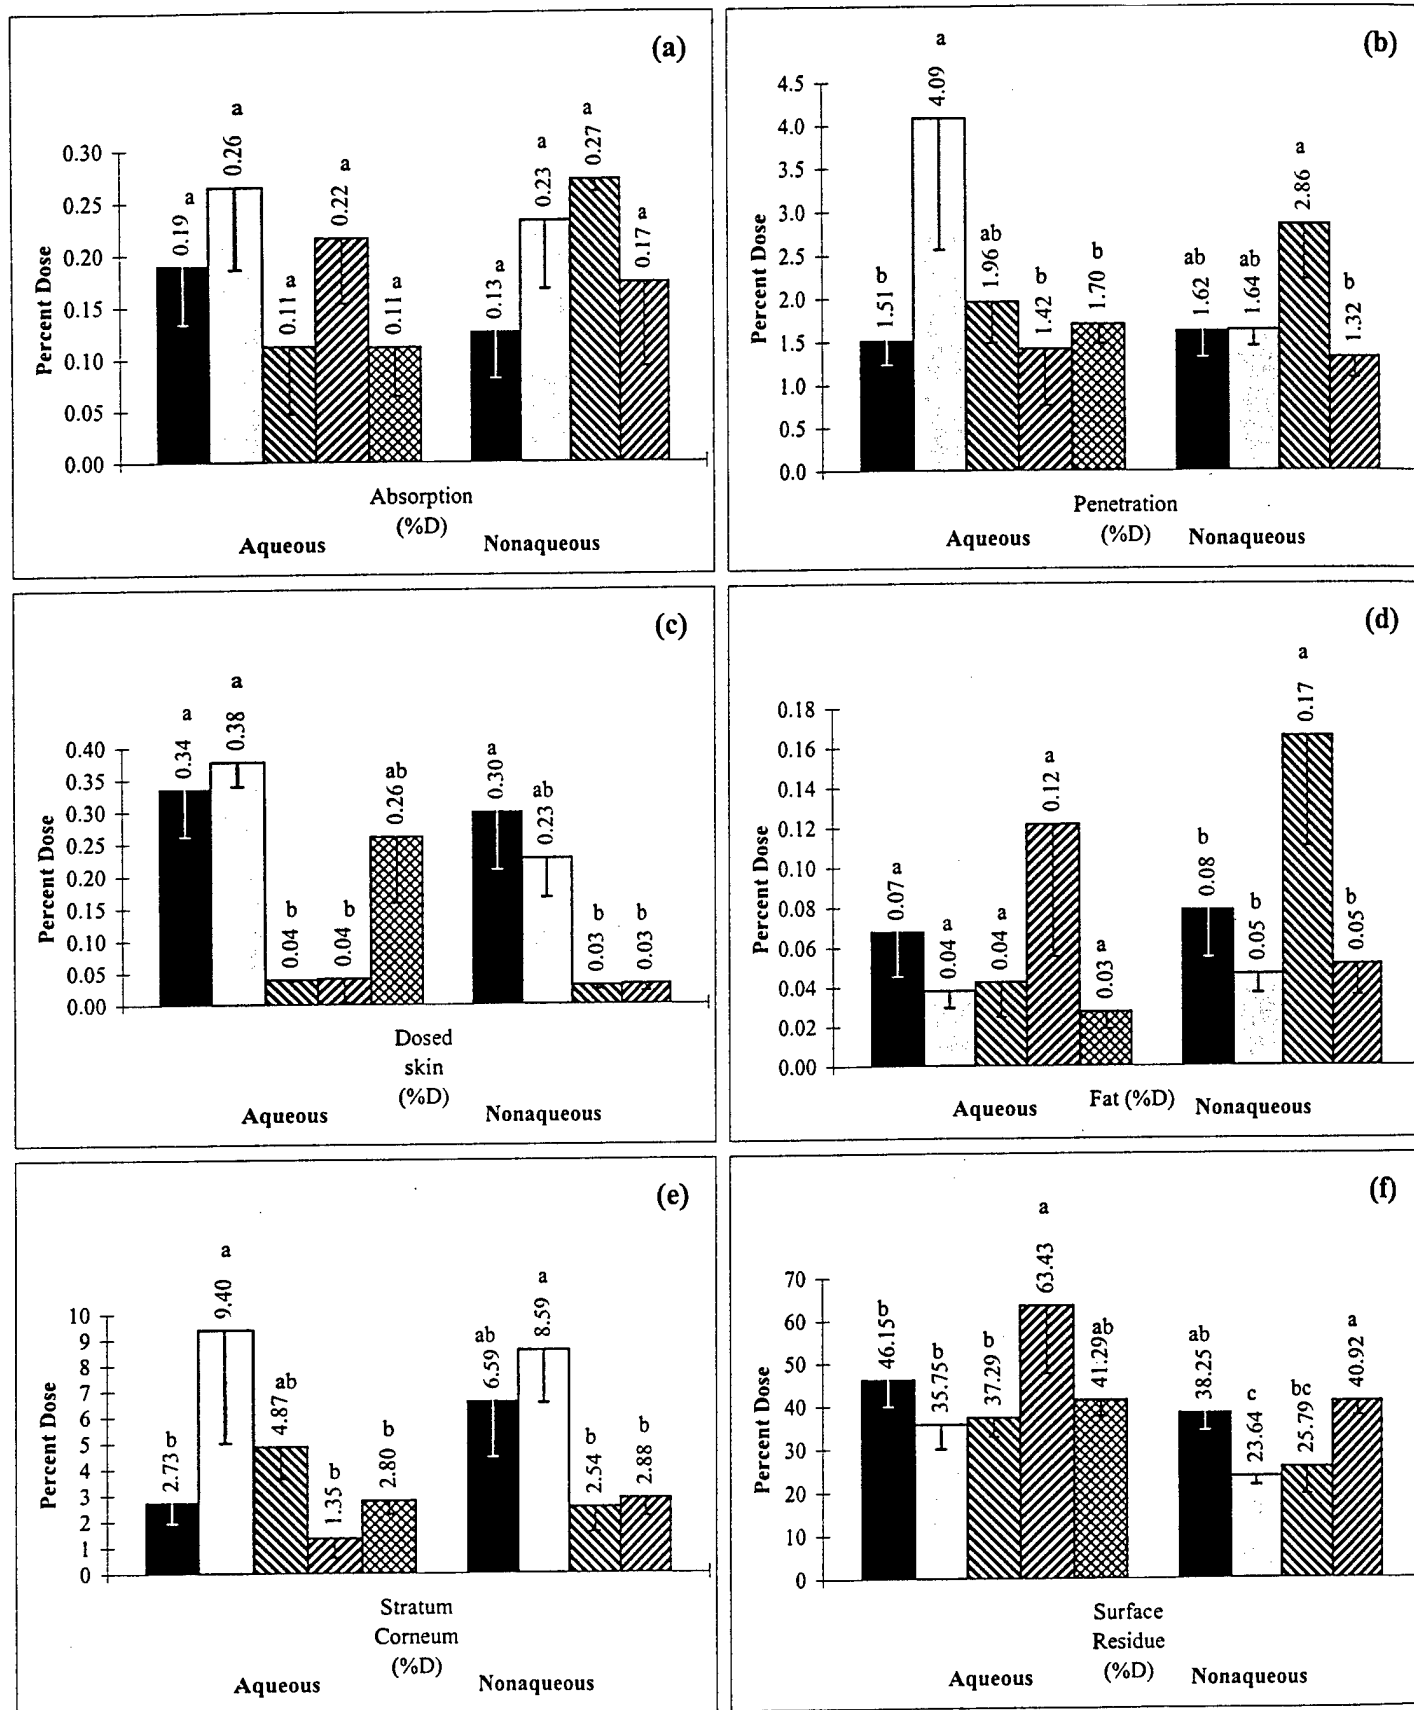 (a)
Percent Dose
0.30
0.25
0.20
0.15
0.10
0.05
0.00
0.19 a
0.26 a
0.11 a
0.22 a
0.11 a
0.13 a
0.23 a
0.27 a
0.17 a
Absorption
(%D)
Aqueous Nonaqueous
(b)
Percent Dose
4.5
4.0
3.5
3.0
2.5
2.0
1.5
1.0
0.5
0.0
1.51 b
4.09 a
1.96 ab
1.42 b
1.70 b
1.62 ab
1.64 ab
2.86 a
1.32 b
Penetration
(%D)
Aqueous Nonaqueous
(c)
Percent Dose
0.40
0.35
0.30
0.25
0.20
0.15
0.10
0.05
0.00
0.34 a
0.38 a
0.04 b
0.04 b
0.26 ab
0.30 a
0.23 ab
0.03 b
0.03 b
Dosed
skin
(%D)
Aqueous Nonaqueous
(d)
Percent Dose
0.18
0.16
0.14
0.12
0.10
0.08
0.06
0.04
0.02
0.00
0.07 a
0.04 a
0.04 a
0.12 a
0.03 a
0.08 b
0.05 b
0.17 a
0.05 b
Fat (%D)
Aqueous Nonaqueous
(e)
Percent Dose
10
9
8
7
6
5
4
3
2
1
0
2.73 b
9.40 a
4.87 ab
1.35 b
2.80 b
6.59 ab
8.59 a
2.54 b
2.88 b
Stratum
Corneum
(%D)
Aqueous Nonaqueous
(f)
Percent Dose
70
60
50
40
30
20
10
0
46.15 b
35.75 b
37.29 b
63.43 a
41.29 ab
38.25 ab
23.64 c
25.79 bc
40.92 a
Surface
Residue
(%D)
Aqueous Nonaqueous